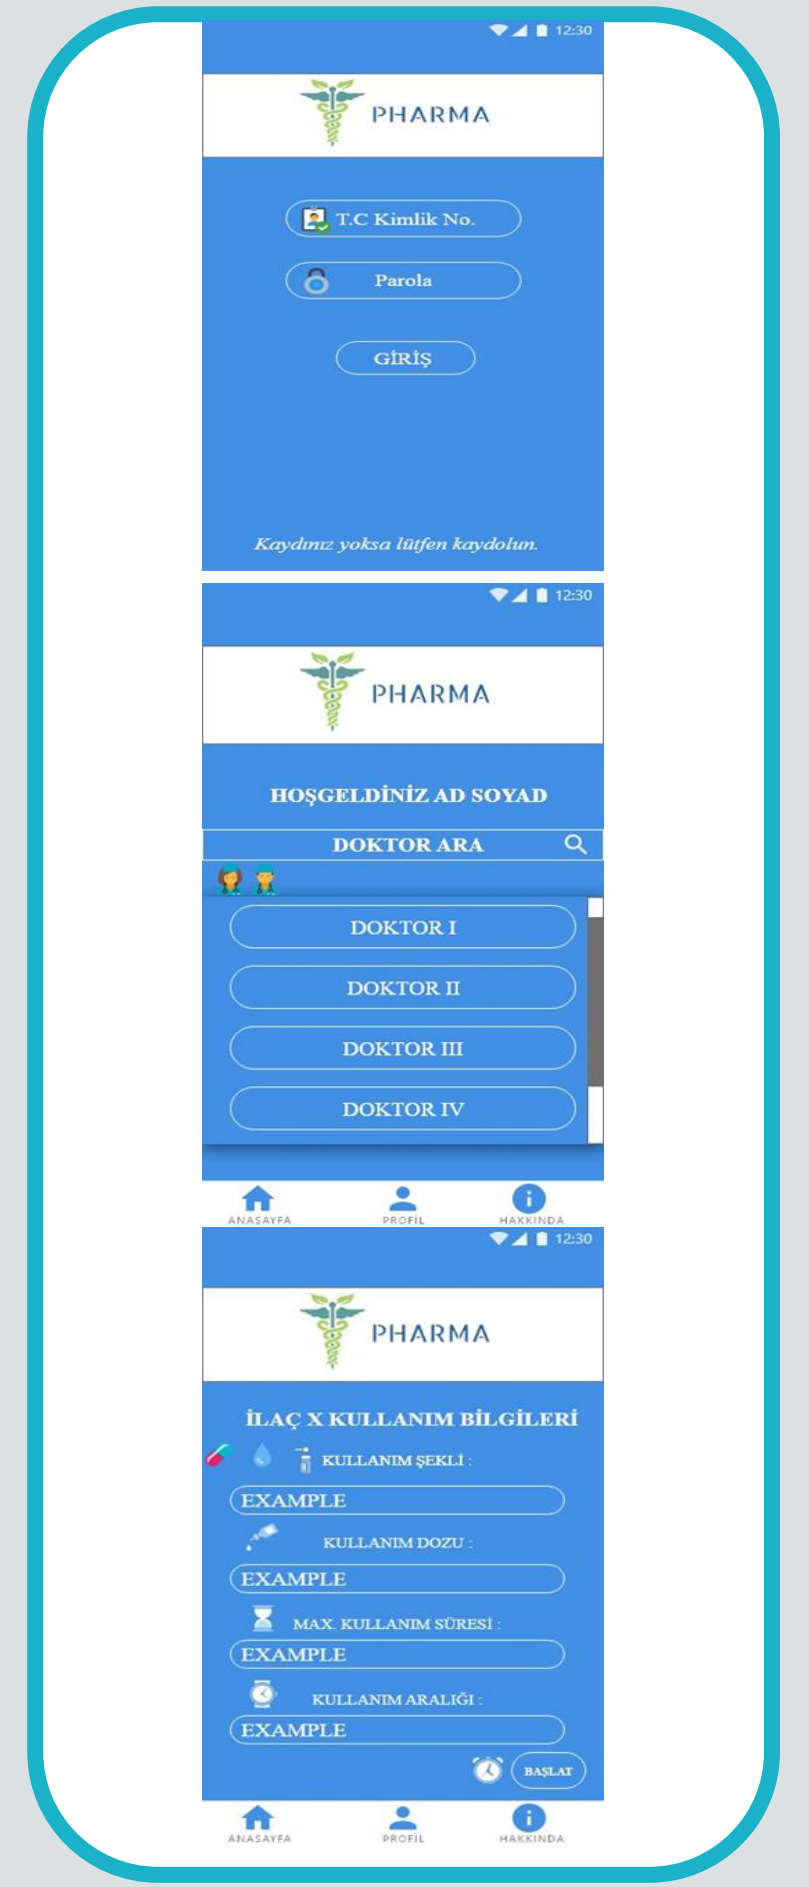 12:30
PHARMA
T.C Kimlik No.
Parola
GİRİŞ
Kaydınız yoksa lütfen kaydolun.
12:30
PHARMA
HOŞGELDİNİZ AD SOYAD
DOKTOR ARA
DOKTOR I
DOKTOR II
DOKTOR III
DOKTOR IV
ANASAYFA PROFİL HAKKINDA
12:30
PHARMA
İLAÇ X KULLANIM BİLGİLERİ
KULLANIM ŞEKLİ :
EXAMPLE
KULLANIM DOZU :
EXAMPLE
MAX. KULLANIM SÜRESİ :
EXAMPLE
KULLANIM ARALIĞI :
EXAMPLE
BAŞLAT
ANASAYFA PROFİL HAKKINDA